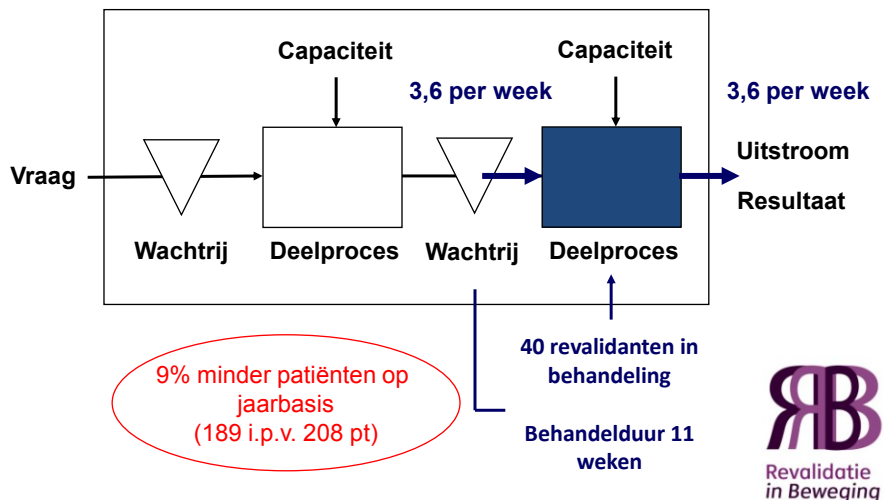 Capaciteit
Capaciteit
3,6 per week
3,6 per week
Vraag
Uitstroom
Resultaat
Wachtrij
Deelproces
Wachtrij
Deelproces
9% minder patiënten op
jaarbasis
(189 i.p.v. 208 pt)
40 revalidanten in
behandeling
Behandelduur 11
weken
RRBB
Revalidatie
in Beweging